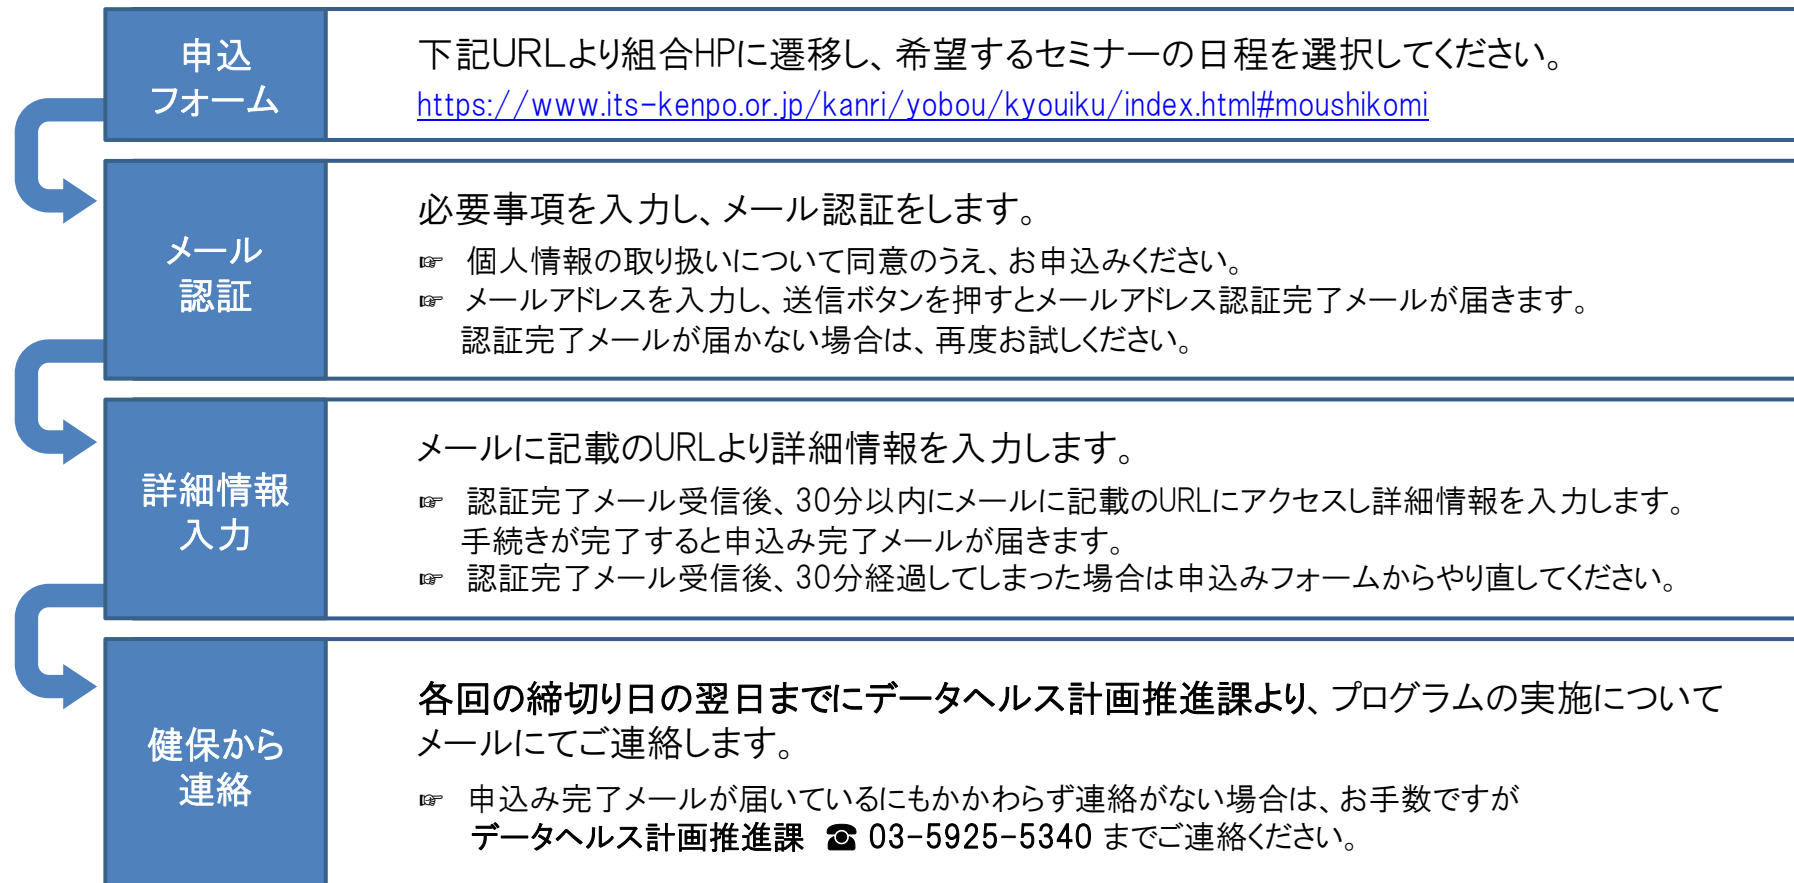 申込
フォーム
下記URLより組合HPに遷移し、希望するセミナーの日程を選択してください。
https://www.its-kenpo.or.jp/kanri/yobou/kyouiku/index.html#moushikomi
メール
認証
必要事項を入力し、メール認証をします。
☞ 個人情報の取り扱いについて同意のうえ、お申込みください。
☞ メールアドレスを入力し、送信ボタンを押すとメールアドレス認証完了メールが届きます。
認証完了メールが届かない場合は、再度お試しください。
詳細情報
入力
メールに記載のURLより詳細情報を入力します。
☞ 認証完了メール受信後、30分以内にメールに記載のURLにアクセスし詳細情報を入力します。
手続きが完了すると申込み完了メールが届きます。
☞ 認証完了メール受信後、30分経過してしまった場合は申込みフォームからやり直してください。
健保から
連絡
各回の締切り日の翌日までにデータヘルス計画推進課より、プログラムの実施について
メールにてご連絡します。
☞ 申込み完了メールが届いているにもかかわらず連絡がない場合は、お手数ですが
データヘルス計画推進課 ☎ 03-5925-5340 までご連絡ください。